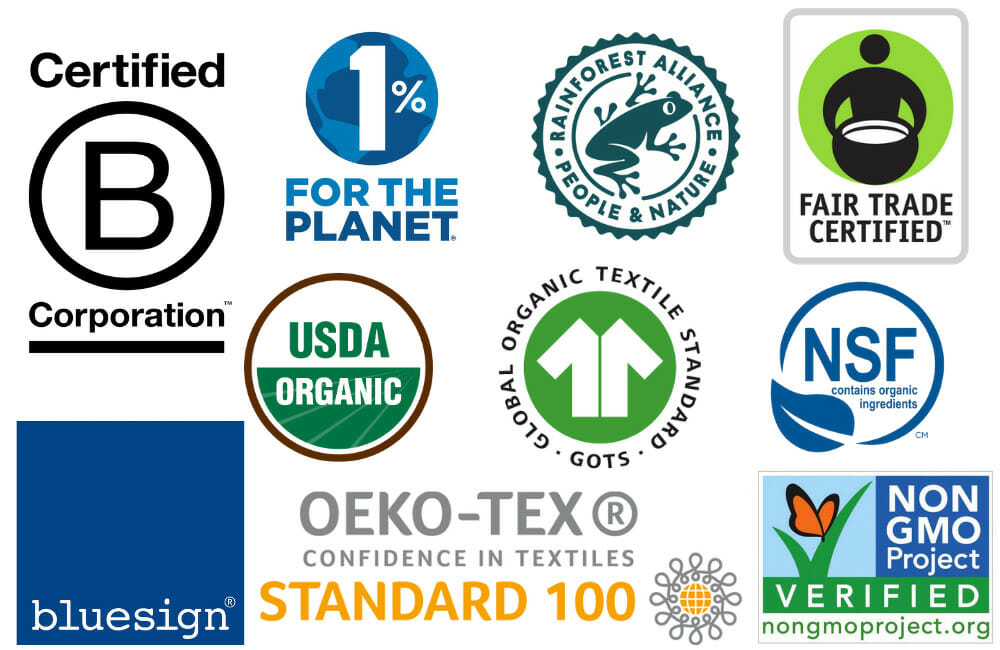 Certified
B
Corporation™
1%
FOR THE
PLANET®
RAINFOREST ALLIANCE
• PEOPLE & NATURE •
FAIR TRADE
CERTIFIED™
USDA
ORGANIC
GLOBAL ORGANIC TEXTILE STANDARD
· GOTS ·
NSF
contains organic
ingredients
CM
bluesign®
OEKO-TEX®
CONFIDENCE IN TEXTILES
STANDARD 100
NON
GMO
Project
VERIFIED
nongmoproject.org